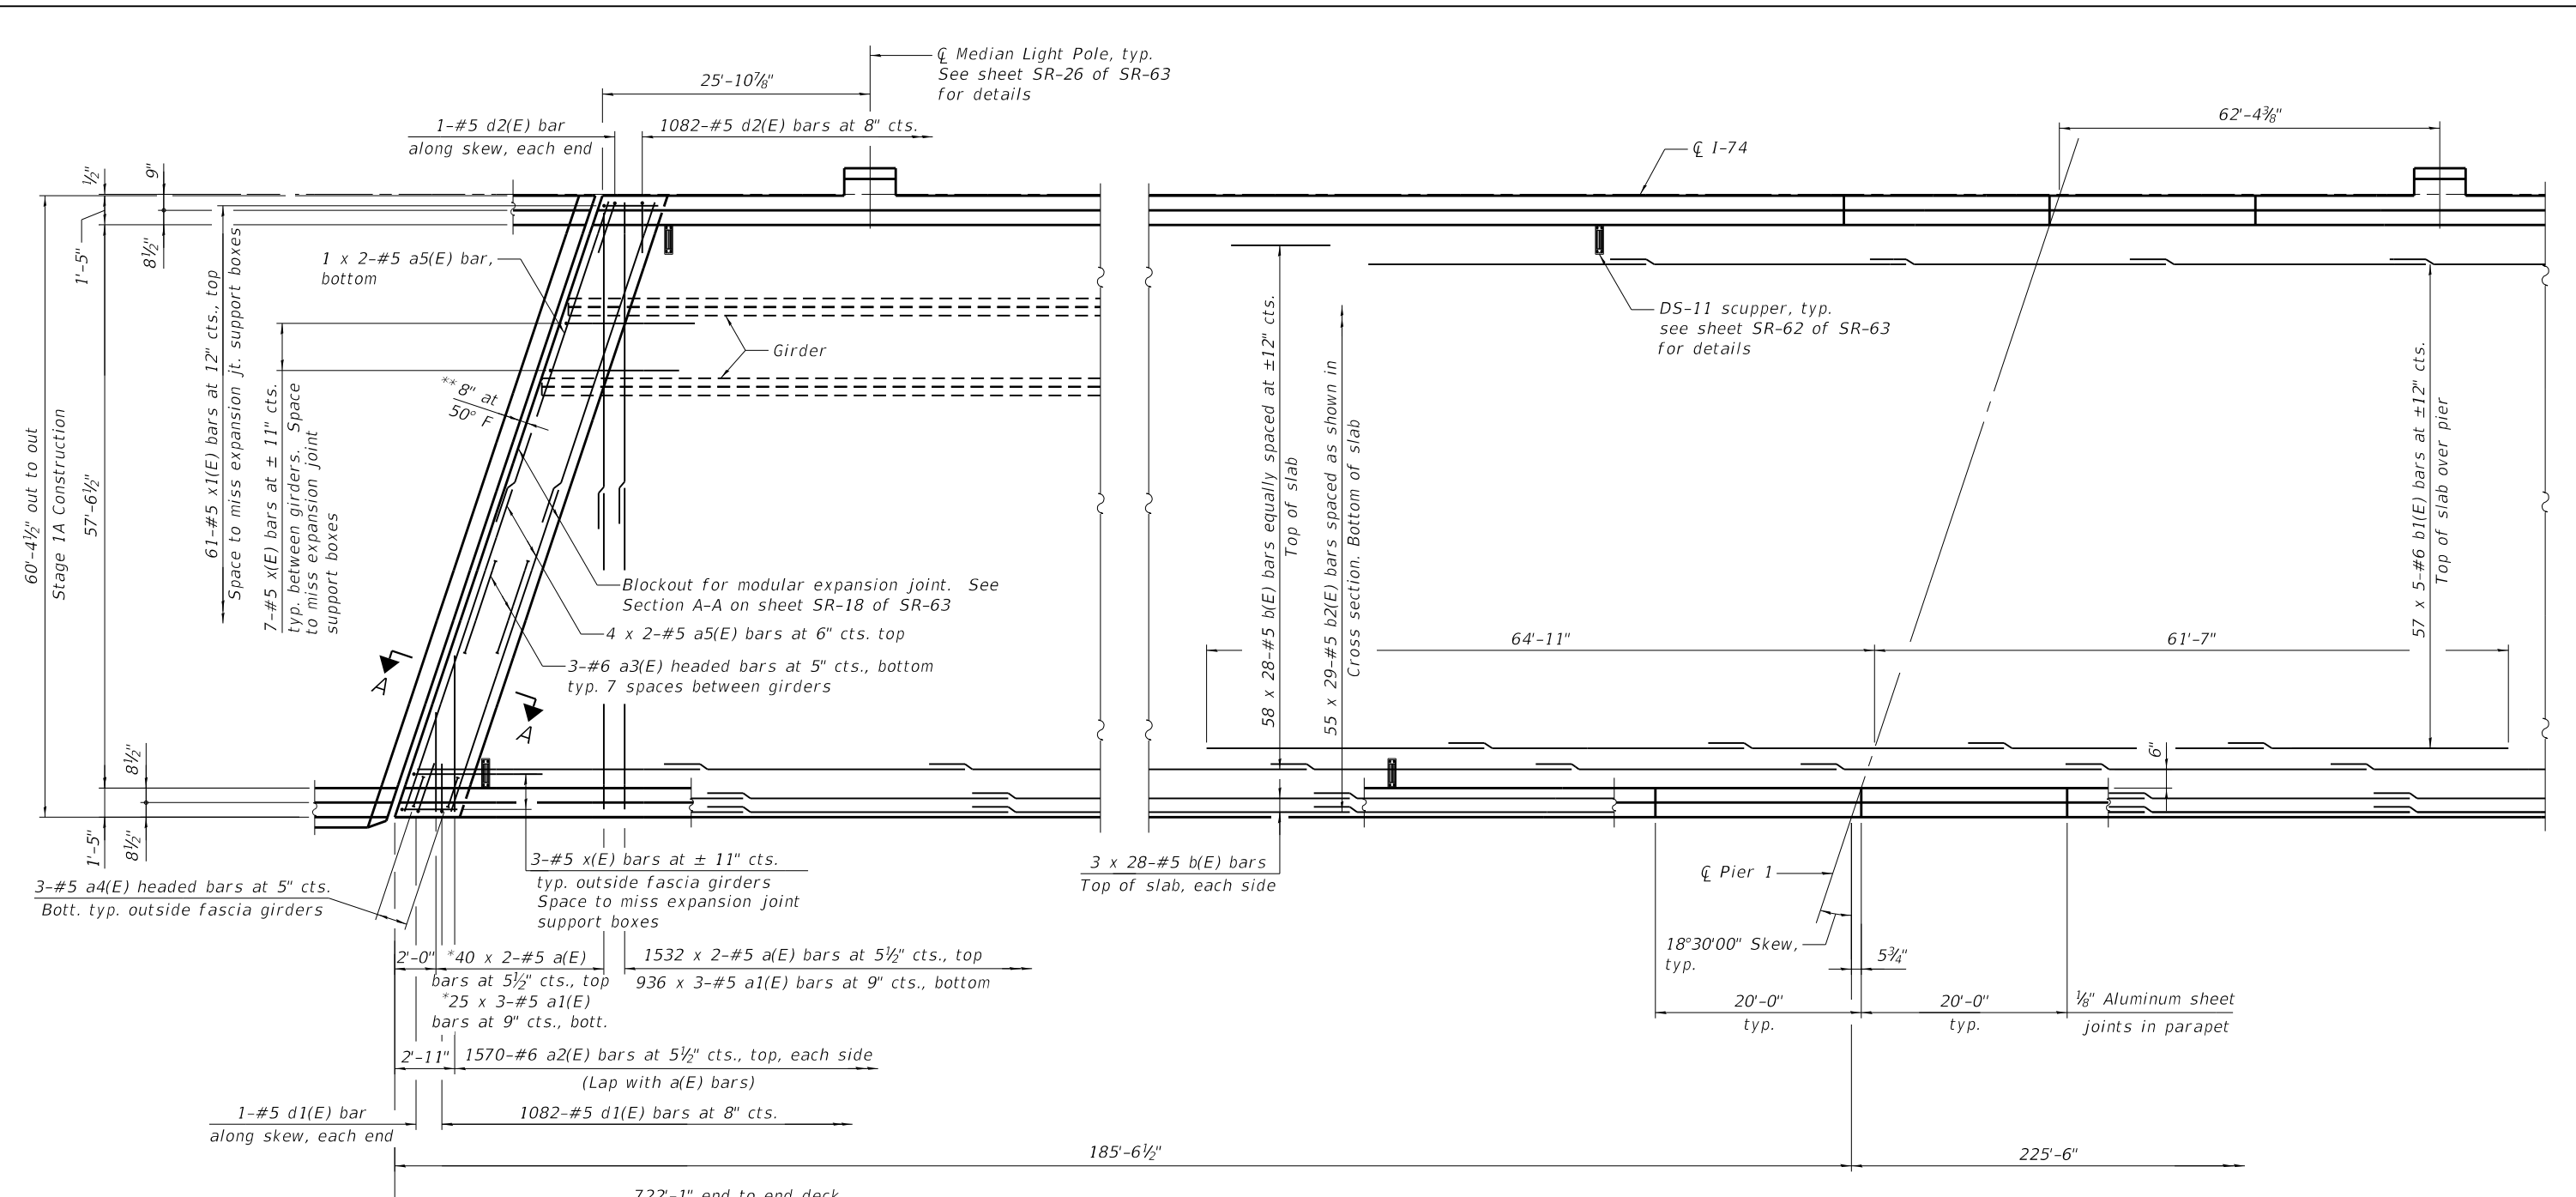 ℄ Median Light Pole, typ.
See sheet SR-26 of SR-63
for details
25'-10⅞"
62'-4⅜"
1-#5 d2(E) bar
along skew, each end
1082-#5 d2(E) bars at 8" cts.
℄ I-74
½"
9"
1'-5"
8½"
1 x 2-#5 a5(E) bar,
bottom
DS-11 scupper, typ.
see sheet SR-62 of SR-63
for details
Girder
**8" at
50° F
60'-4½" out to out
Stage 1A Construction
57'-6½"
61-#5 x1(E) bars at 12" cts., top
Space to miss expansion jt. support boxes
7-#5 x(E) bars at ± 11" cts.
typ. between girders. Space
to miss expansion joint
support boxes
58 x 28-#5 b(E) bars equally spaced at ±12" cts.
Top of slab
55 x 29-#5 b2(E) bars spaced as shown in
Cross section. Bottom of slab
57 x 5-#6 b1(E) bars at ±12" cts.
Top of slab over pier
Blockout for modular expansion joint. See
Section A-A on sheet SR-18 of SR-63
4 x 2-#5 a5(E) bars at 6" cts. top
3-#6 a3(E) headed bars at 5" cts., bottom
typ. 7 spaces between girders
A
A
64'-11"
61'-7"
6"
8½"
8½"
1'-5"
3-#5 a4(E) headed bars at 5" cts.
Bott. typ. outside fascia girders
3-#5 x(E) bars at ± 11" cts.
typ. outside fascia girders
Space to miss expansion joint
support boxes
3 x 28-#5 b(E) bars
Top of slab, each side
℄ Pier 1
18°30'00" Skew,
typ.
5¾"
2'-0"
*40 x 2-#5 a(E)
bars at 5½" cts., top
*25 x 3-#5 a1(E)
bars at 9" cts., bott.
1532 x 2-#5 a(E) bars at 5½" cts., top
936 x 3-#5 a1(E) bars at 9" cts., bottom
20'-0"
typ.
20'-0"
typ.
⅛" Aluminum sheet
joints in parapet
2'-11"
1570-#6 a2(E) bars at 5½" cts., top, each side
(Lap with a(E) bars)
1-#5 d1(E) bar
along skew, each end
1082-#5 d1(E) bars at 8" cts.
185'-6½"
225'-6"
722'-1" end to end deck